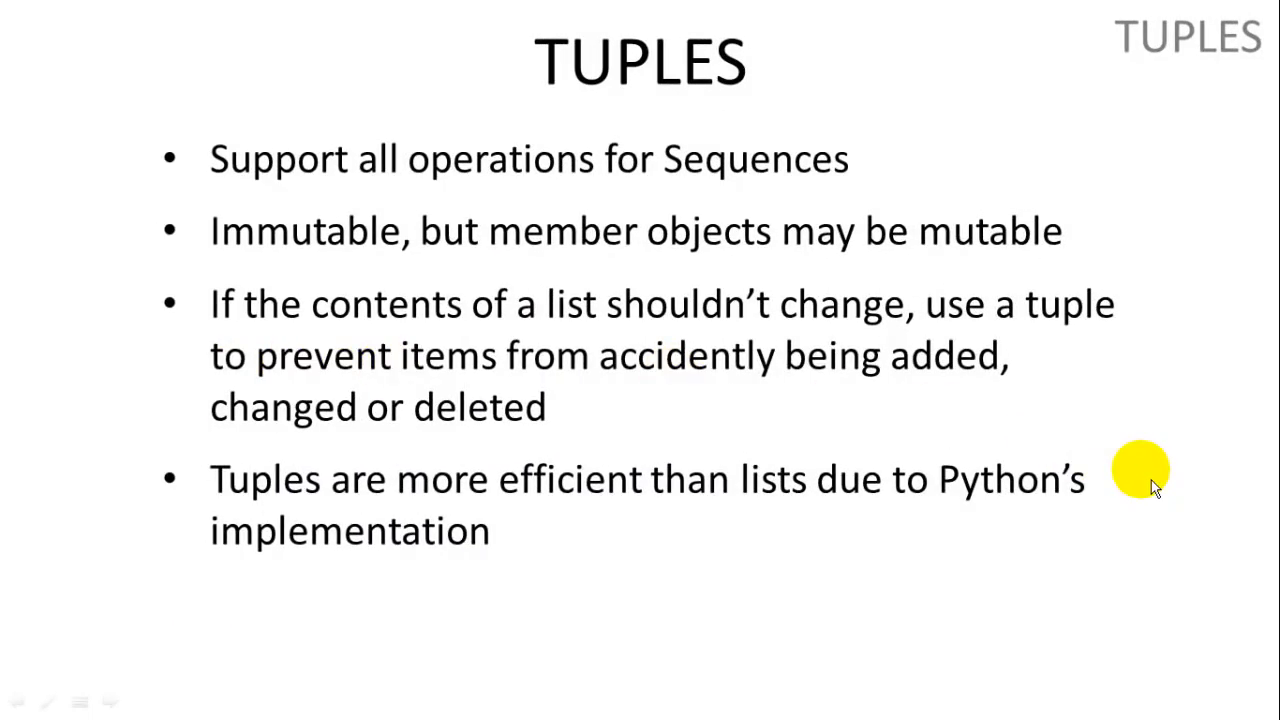 TUPLES
TUPLES
• Support all operations for Sequences
• Immutable, but member objects may be mutable
• If the contents of a list shouldn’t change, use a tuple
to prevent items from accidently being added,
changed or deleted
• Tuples are more efficient than lists due to Python’s
implementation